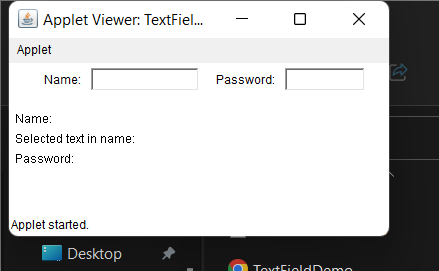 Applet Viewer: TextFiel...
Applet
Name: Password:
Name:
Selected text in name:
Password:
Applet started.
Desktop
TextFieldDemo